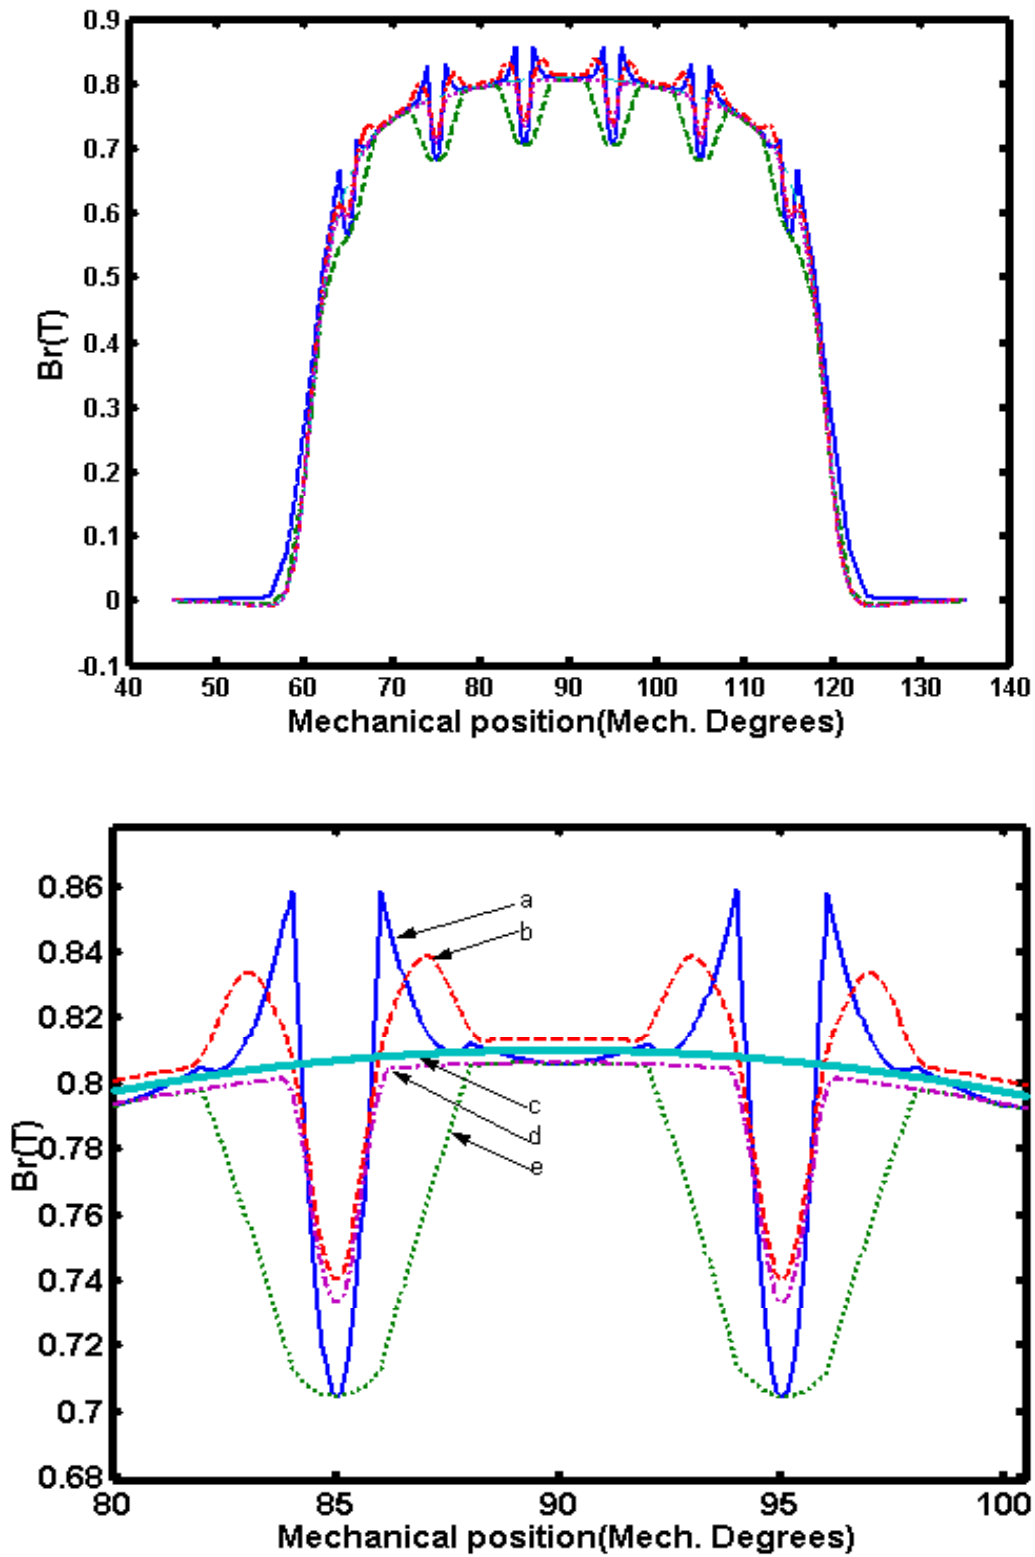 0.9
0.8
0.7
0.6
0.5
0.4
0.3
0.2
0.1
0
-0.1
Br(T)
40 50 60 70 80 90 100 110 120 130 140
Mechanical position(Mech. Degrees)
0.86
0.84
0.82
0.8
0.78
0.76
0.74
0.72
0.7
0.68
Br(T)
a
b
c
d
e
80 85 90 95 100
Mechanical position(Mech. Degrees)